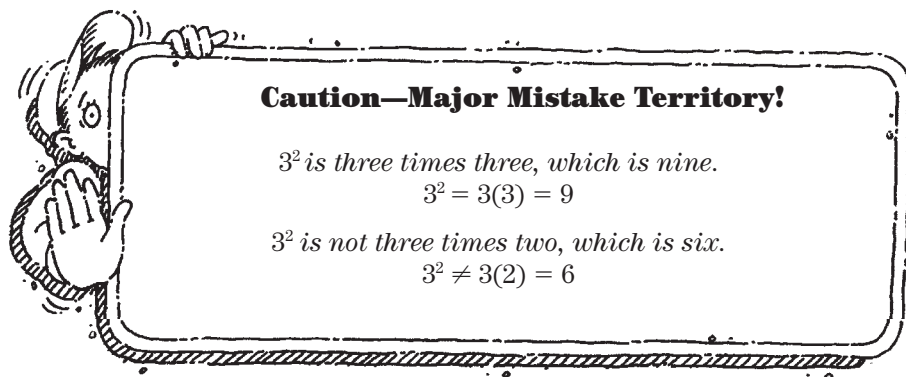 Caution—Major Mistake Territory!
3² is three times three, which is nine.
3² = 3(3) = 9
3² is not three times two, which is six.
3² ≠ 3(2) = 6